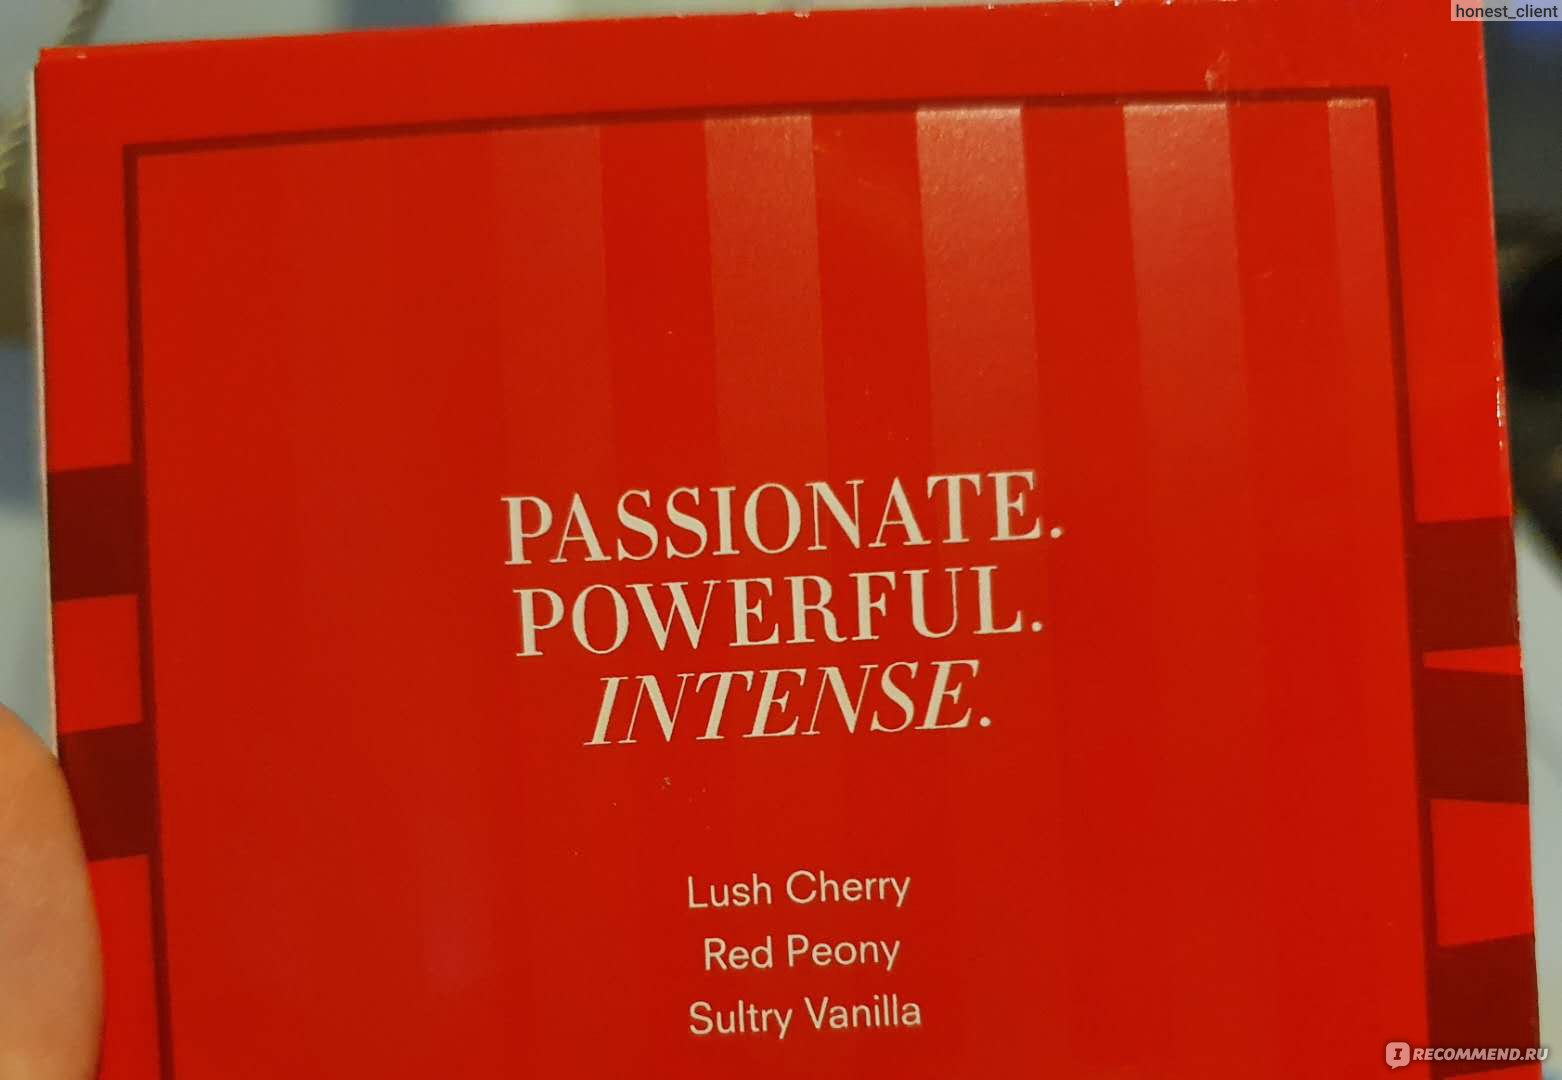 honest_client
PASSIONATE.
POWERFUL.
INTENSE.
Lush Cherry
Red Peony
Sultry Vanilla
I RECOMMEND.RU